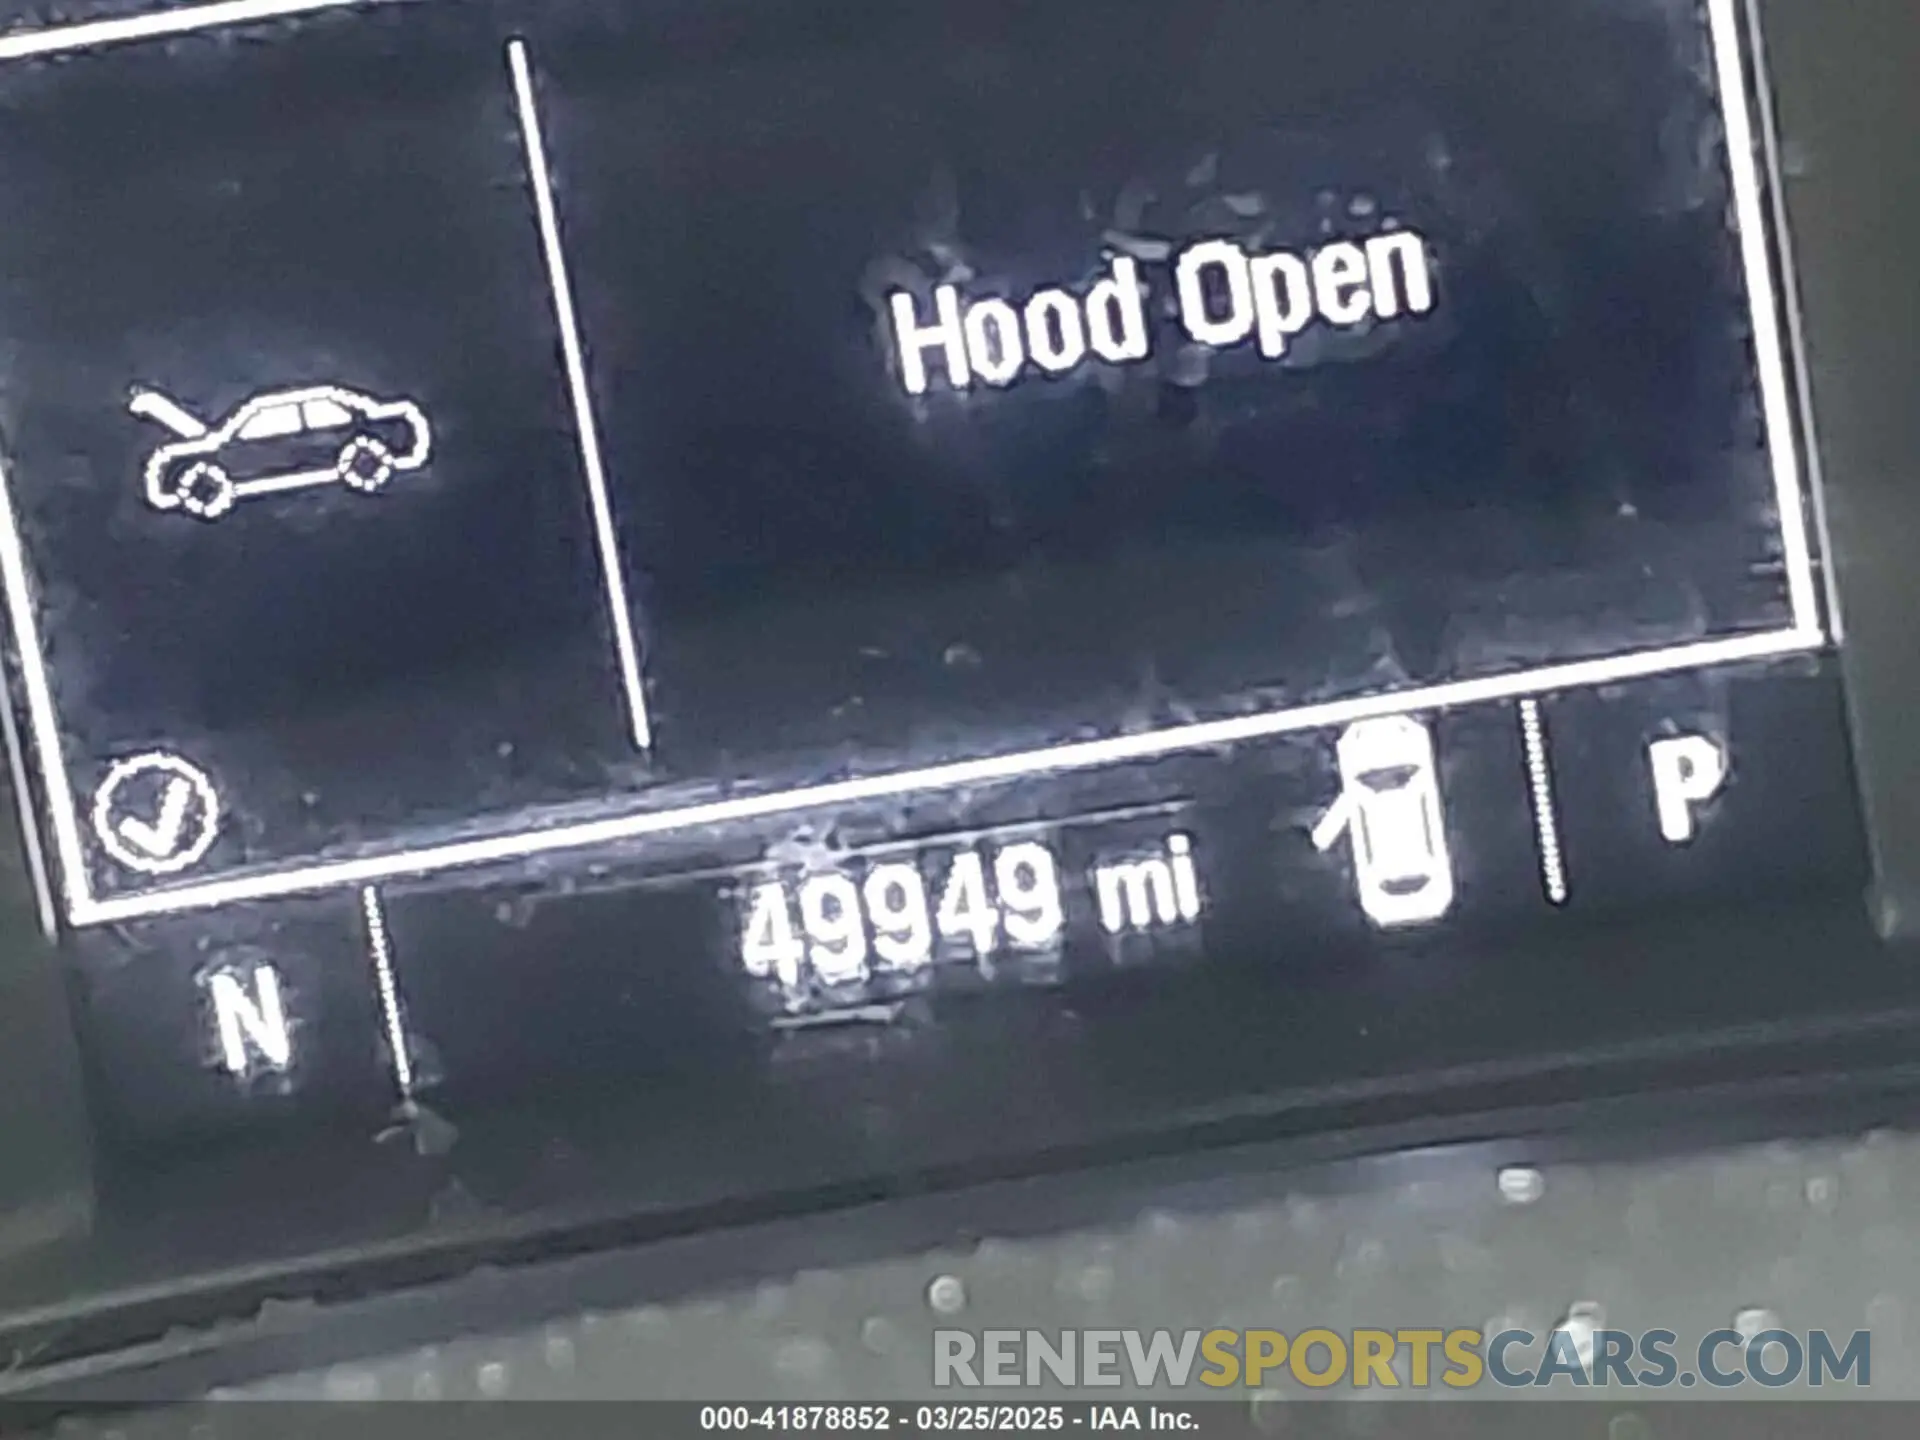 Hood Open
N
49949 mi
P
RENEWSPORTSCARS.COM
000-41878852 - 03/25/2025 - IAA Inc.